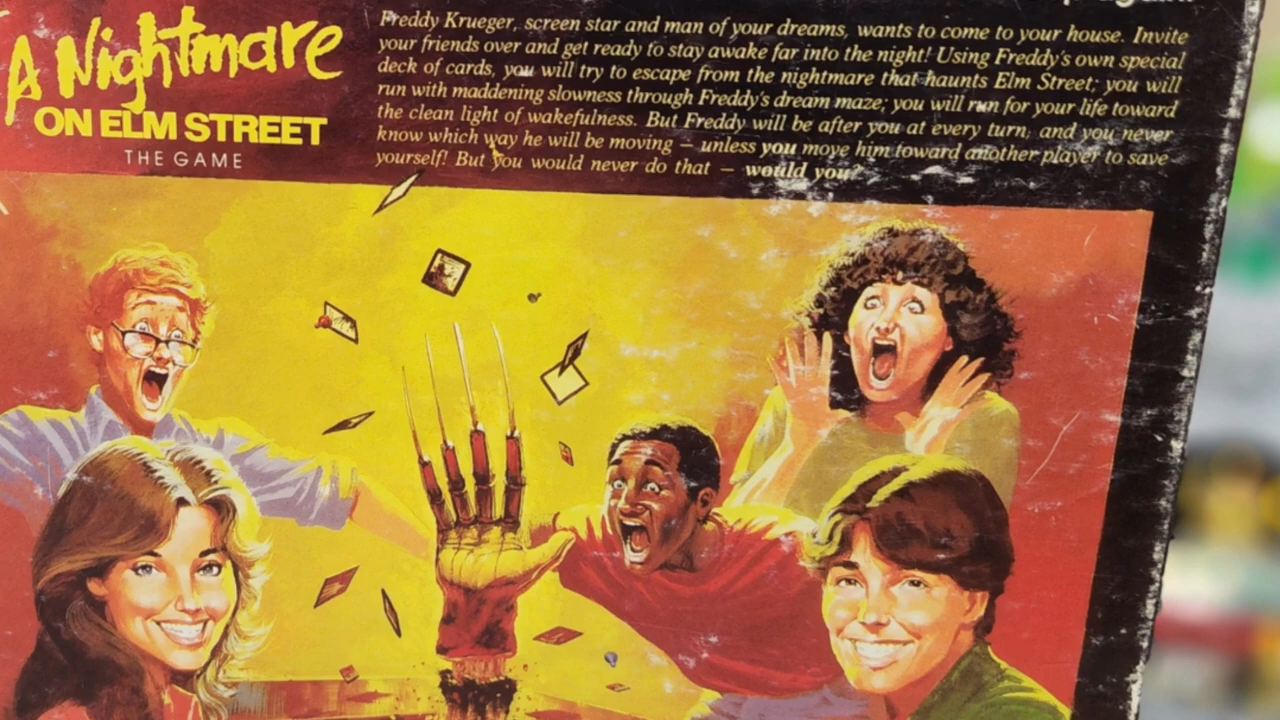 A Nightmare
ON ELM STREET
THE GAME
Freddy Krueger, screen star and man of your dreams, wants to come to your house. Invite
your friends over and get ready to stay awake far into the night! Using Freddy's own special
deck of cards, you will try to escape from the nightmare that haunts Elm Street; you will
run with maddening slowness through Freddy's dream maze; you will run for your life toward
the clean light of wakefulness. But Freddy will be after you at every turn, and you never
know which way he will be moving — unless you move him toward another player to save
yourself! But you would never do that — would you?